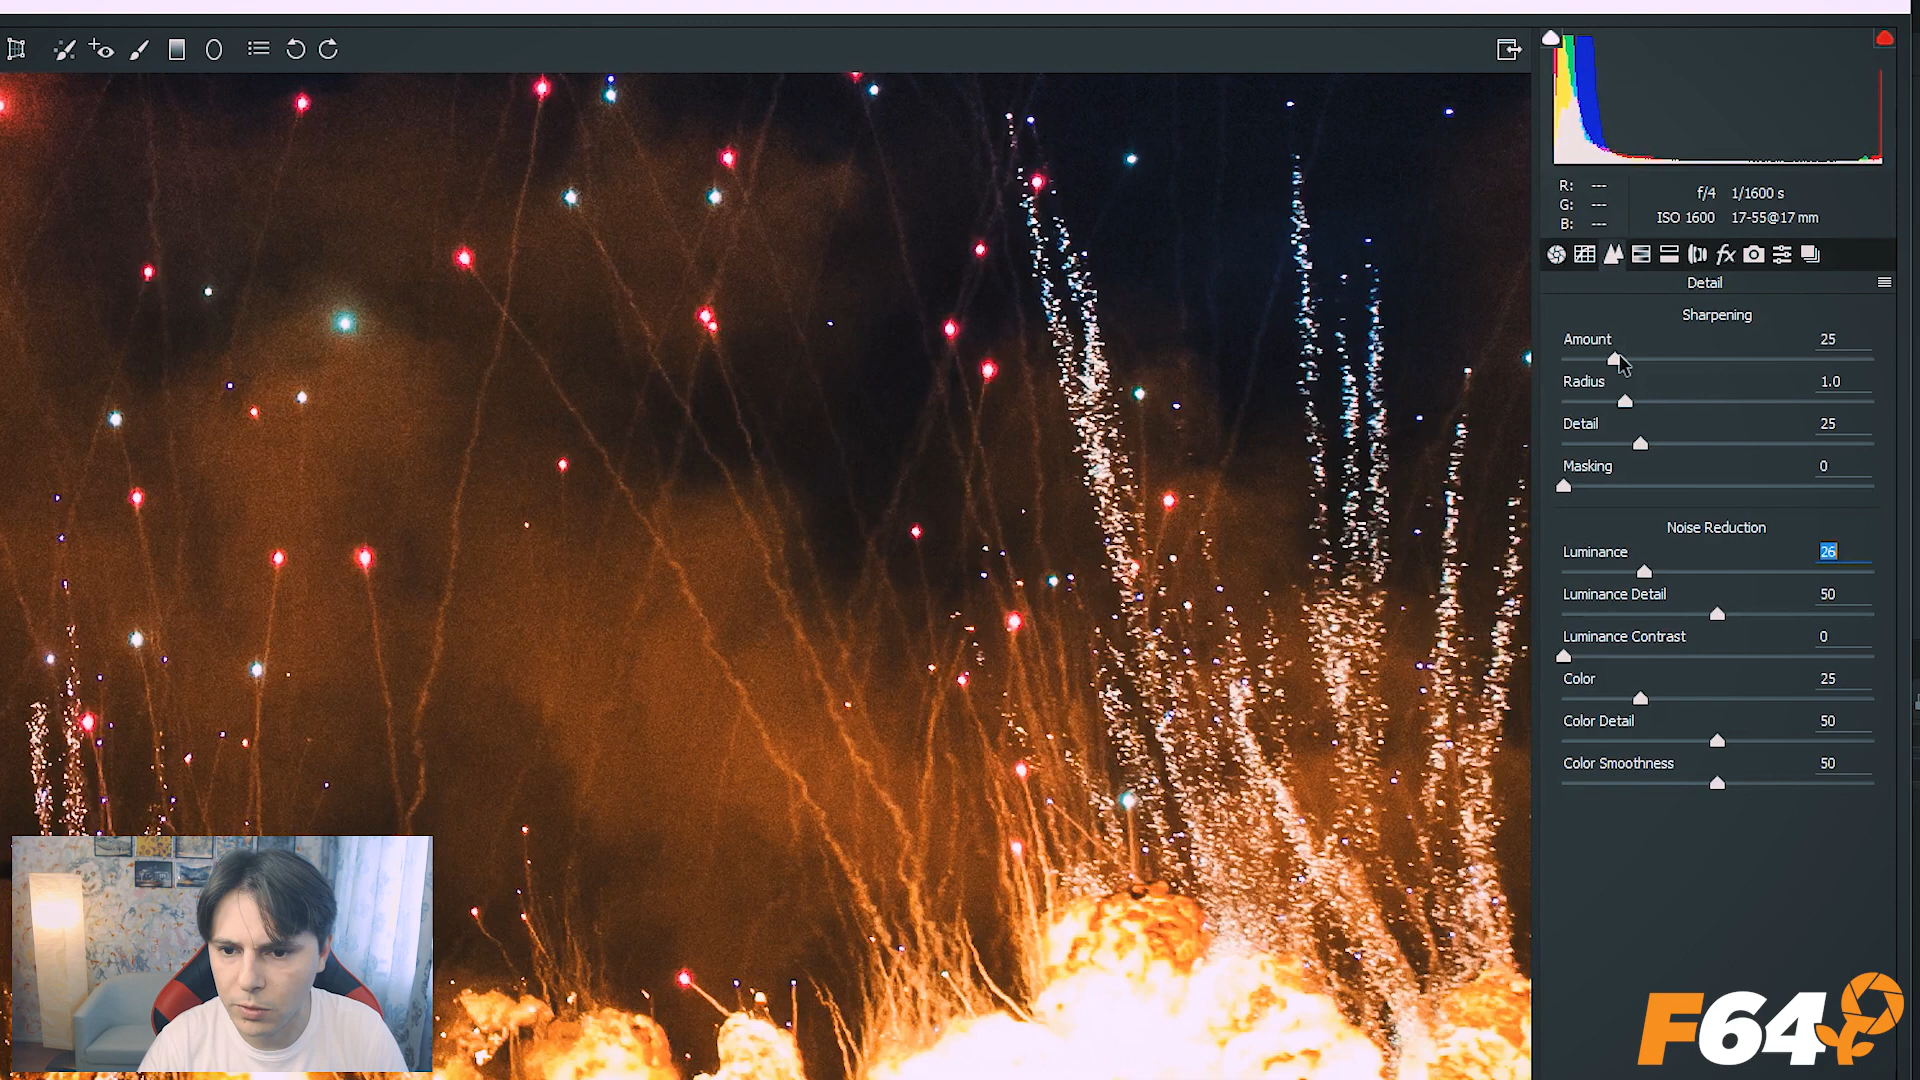 R: ---
G: ---
B: ---
f/4 1/1600 s
ISO 1600 17-55@17 mm
fx
Detail
Sharpening
Amount 25
Radius 1.0
Detail 25
Masking 0
Noise Reduction
Luminance 26
Luminance Detail 50
Luminance Contrast 0
Color 25
Color Detail 50
Color Smoothness 50
F64